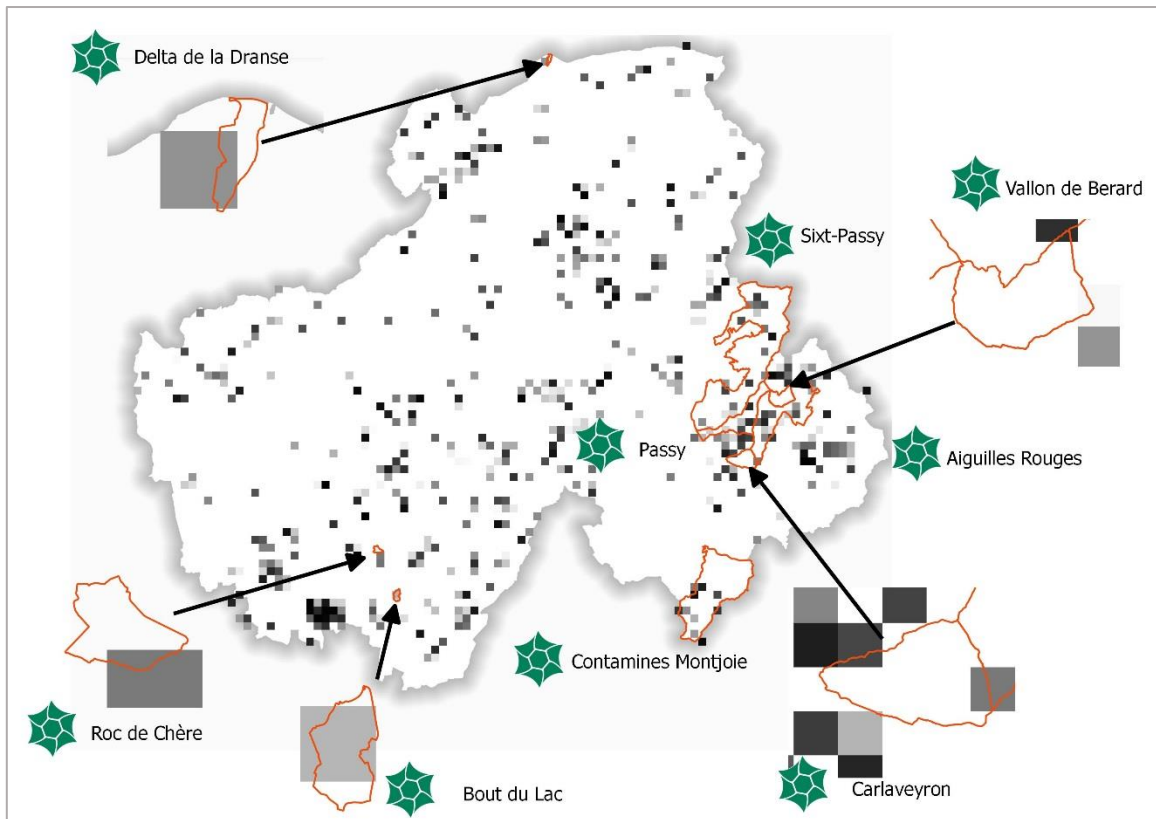 Delta de la Dranse
Vallon de Berard
Sixt-Passy
Passy
Aiguilles Rouges
Contamines Montjoie
Roc de Chère
Bout du Lac
Carlaveyron